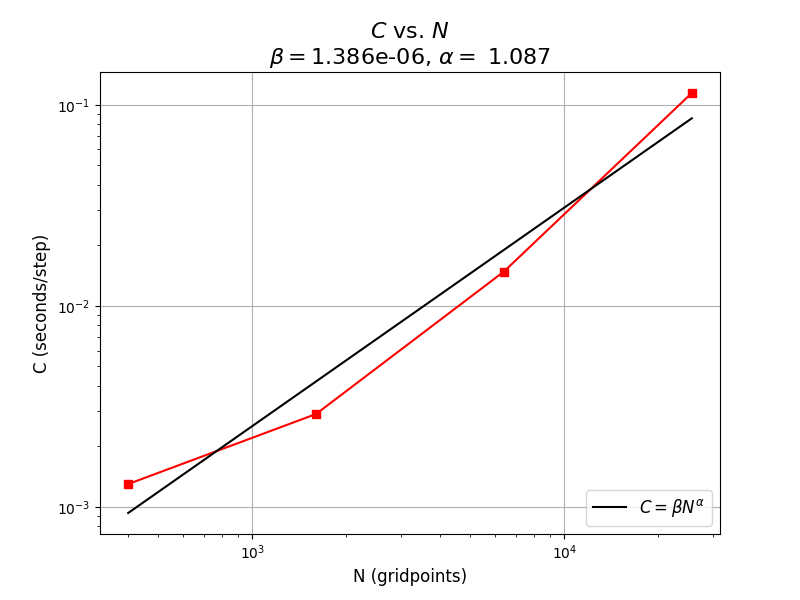 C vs. N
β = 1.386e-06, α = 1.087
10⁻¹
10⁻²
10⁻³
C (seconds/step)
10³
10⁴
N (gridpoints)
C = βN^α